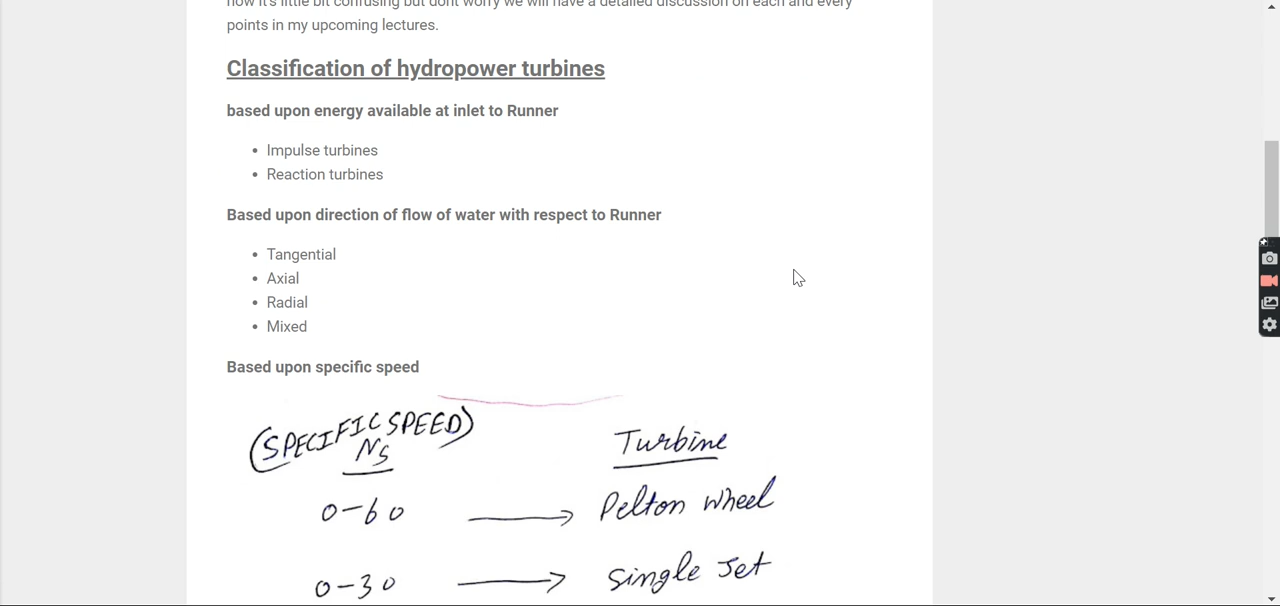 now it's little bit confusing but dont worry we will have a detailed discussion on each and every
points in my upcoming lectures.
Classification of hydropower turbines
based upon energy available at inlet to Runner
• Impulse turbines
• Reaction turbines
Based upon direction of flow of water with respect to Runner
• Tangential
• Axial
• Radial
• Mixed
Based upon specific speed
(SPECIFIC SPEED) Turbine
NS
0-60 → Pelton wheel
0-30 → Single Jet